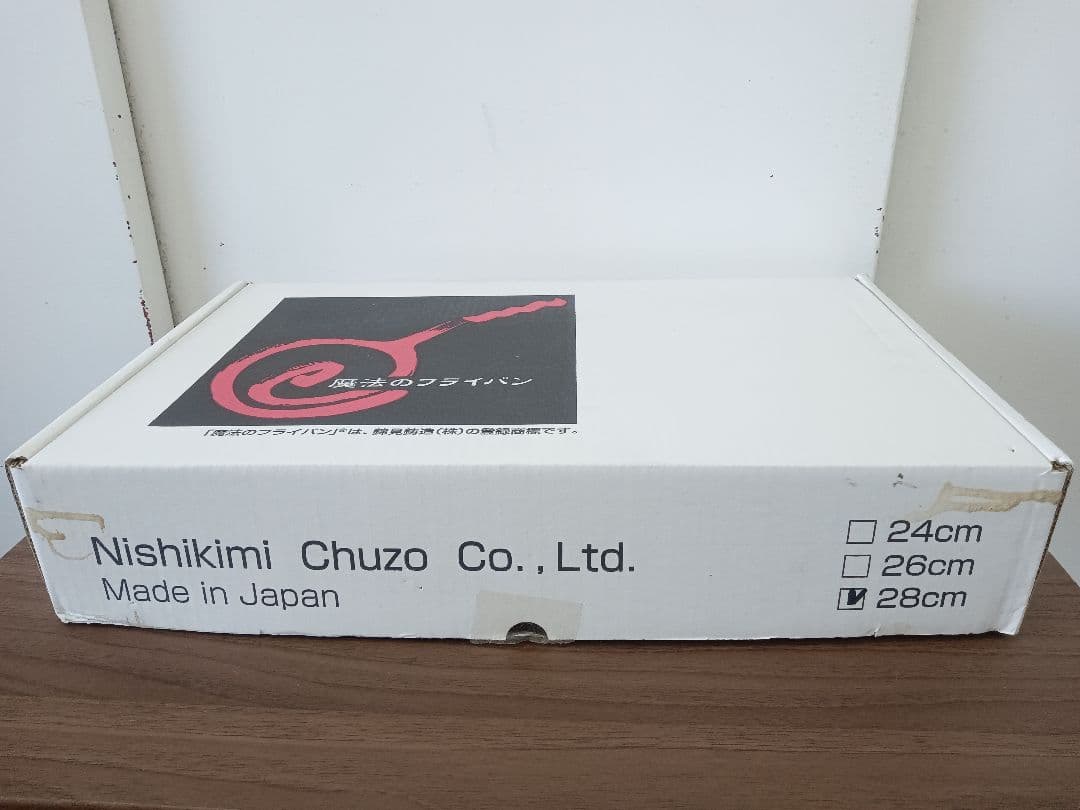 魔法のフライパン
「魔法のフライパン」®は、錦見鋳造(株)の登録商標です。
Nishikimi Chuzo Co., Ltd.
Made in Japan
24cm
26cm
28cm